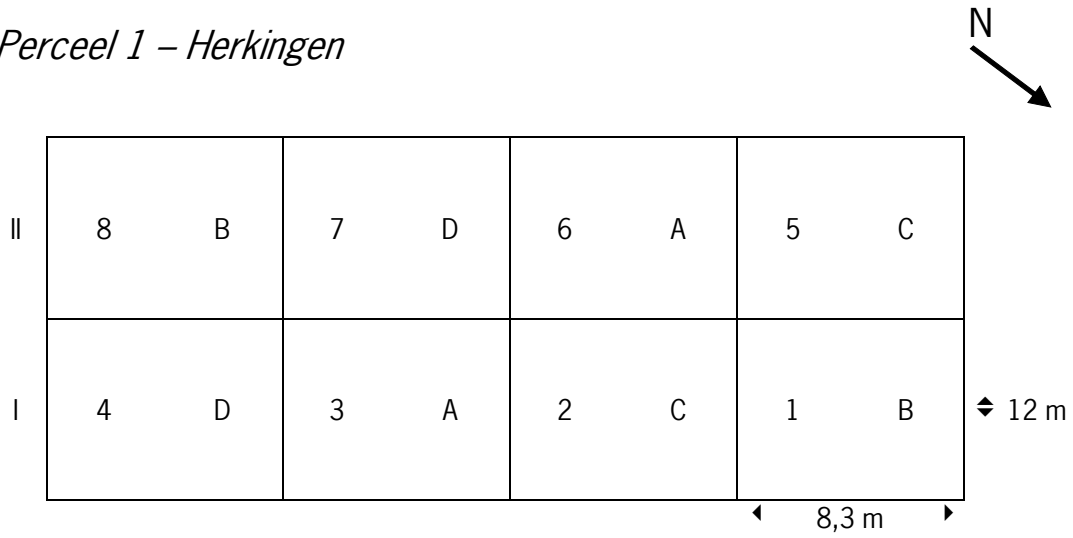 N
Perceel 1 – Herkingen
II 8 B 7 D 6 A 5 C
I 4 D 3 A 2 C 1 B 12 m
8,3 m